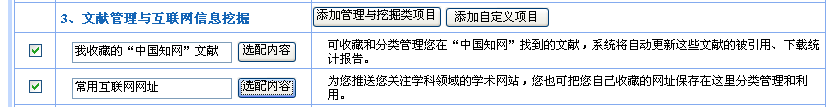 3、文献管理与互联网信息挖掘 添加管理与挖掘类项目 添加自定义项目
我收藏的“中国知网”文献 选配内容 可收藏和分类管理您在“中国知网”找到的文献，系统将自动更新这些文献的被引用、下载统
计报告。
常用互联网网址 选配内容 为您推送您关注学科领域的学术网站，您也可把您自己收藏的网址保存在这里分类管理和利
用。